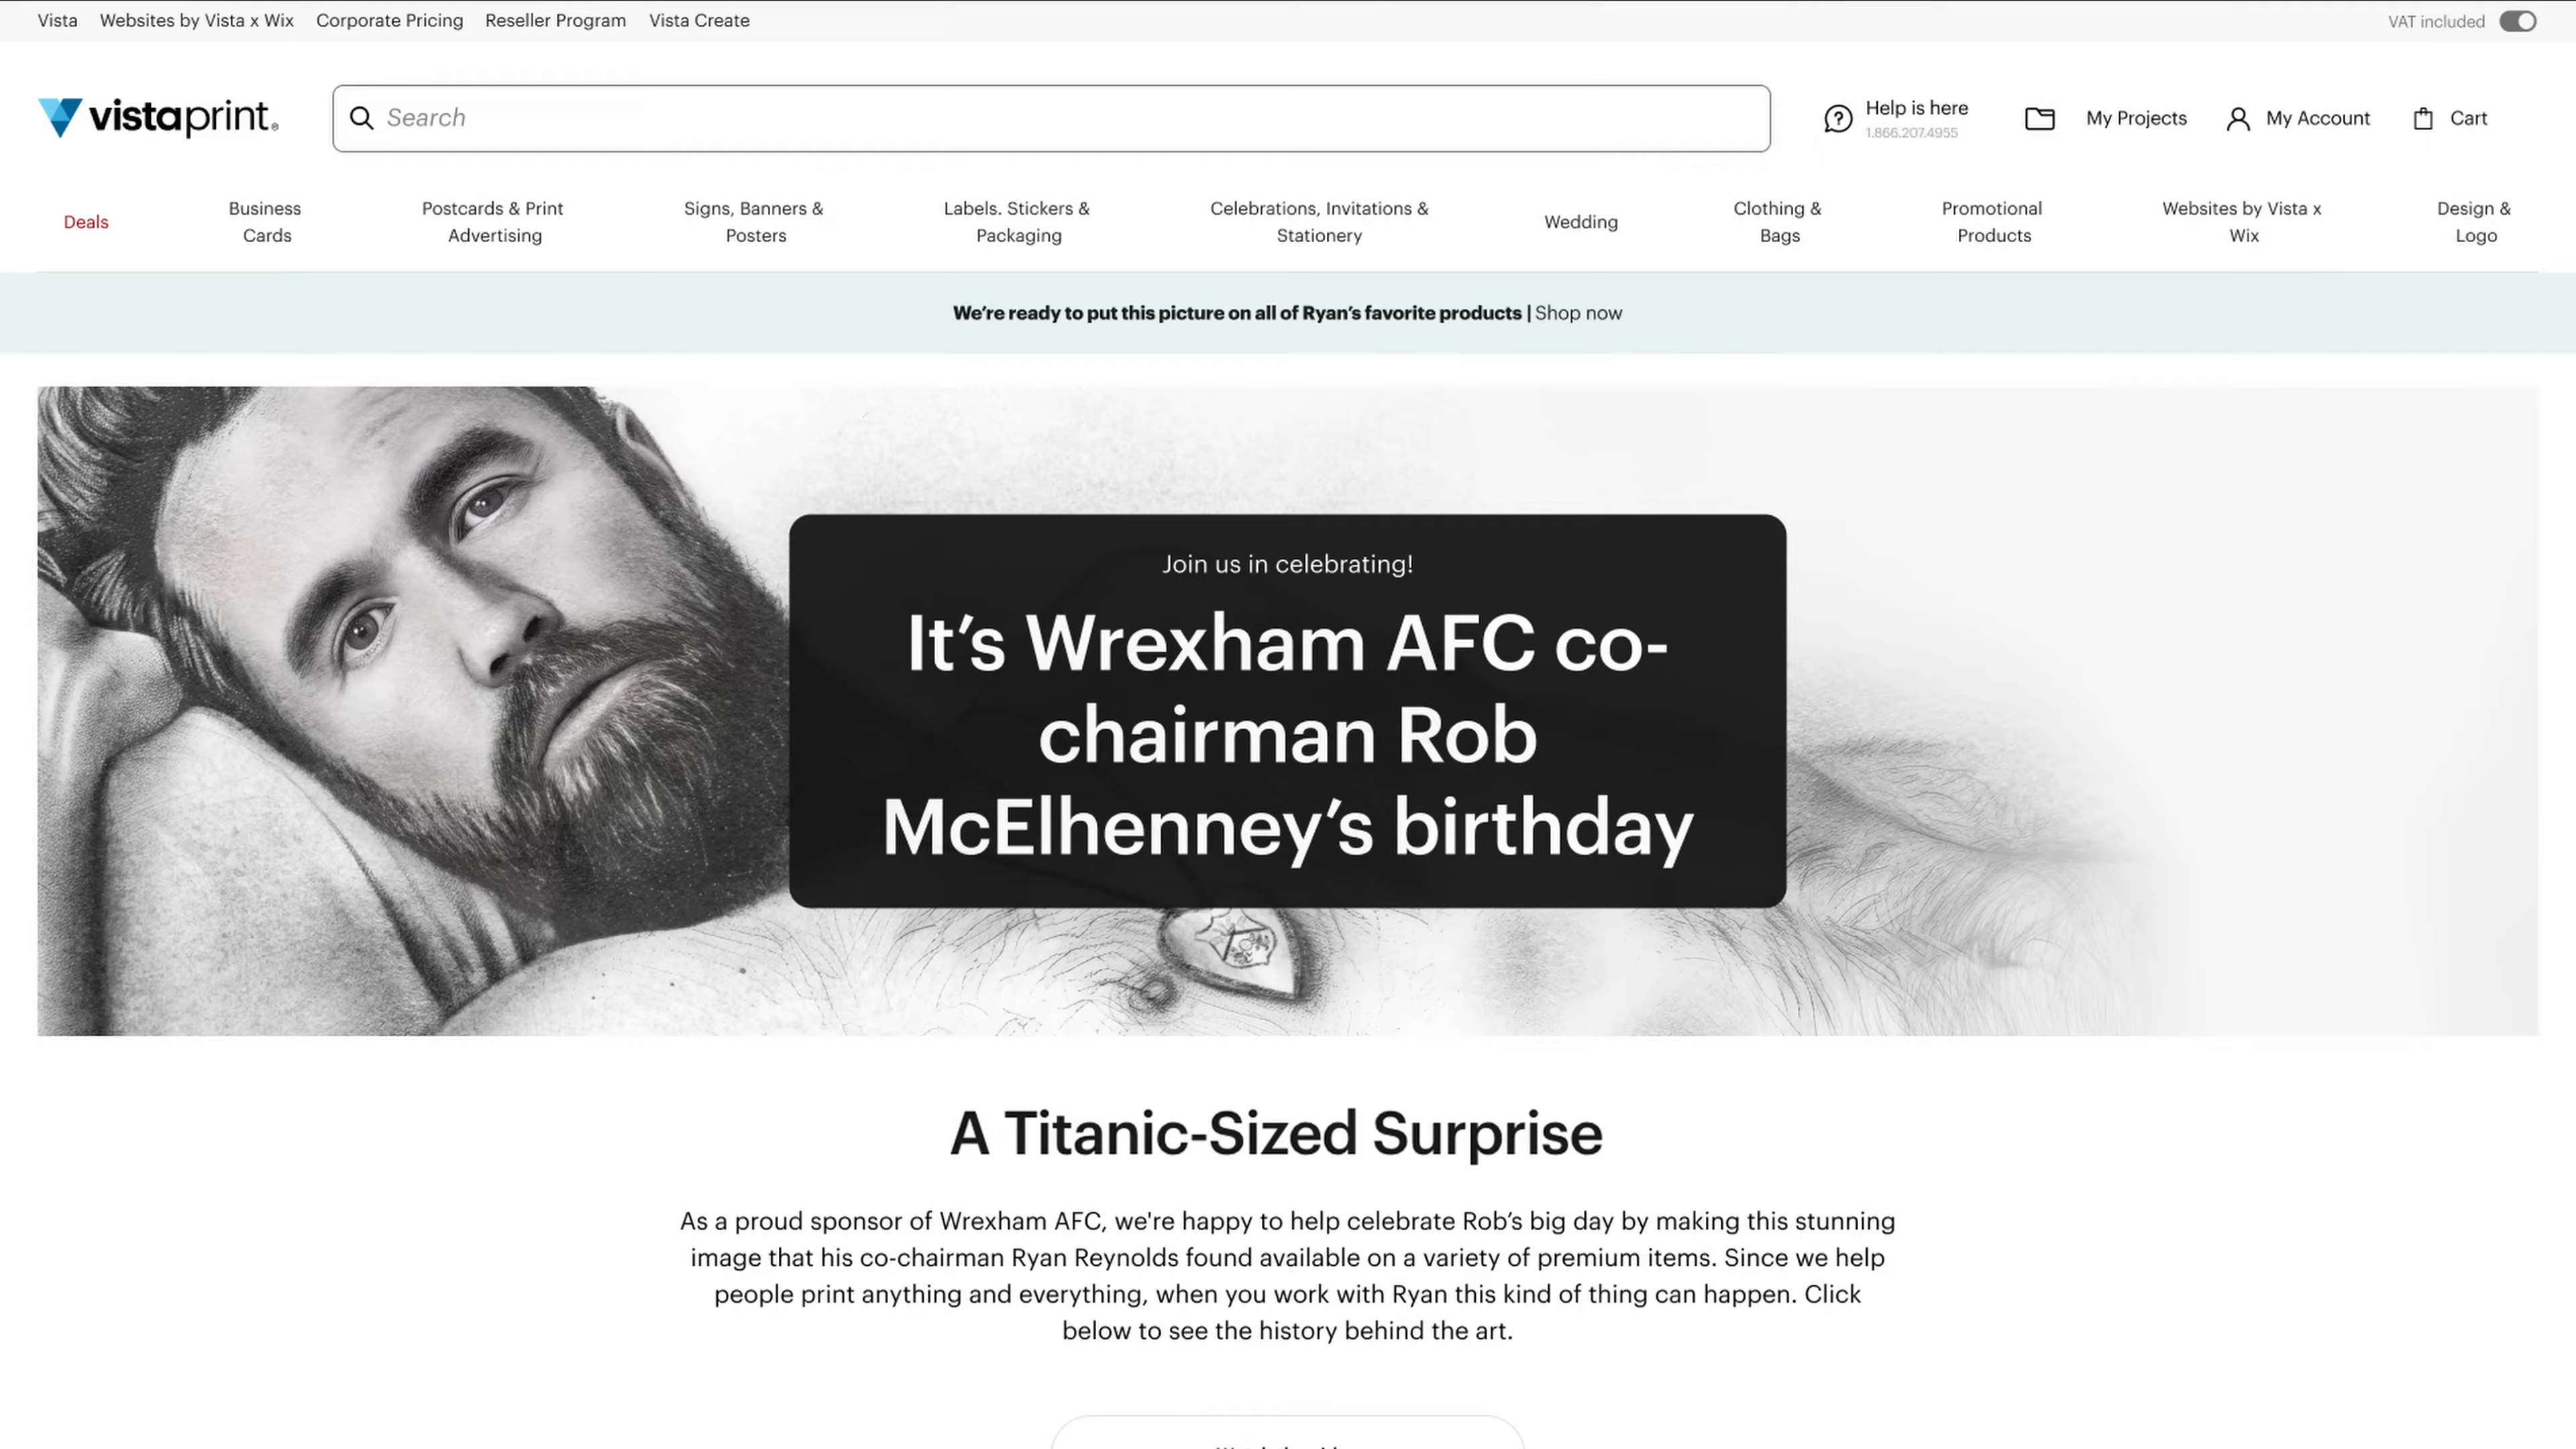 Vista Websites by Vista x Wix Corporate Pricing Reseller Program Vista Create VAT included
vistaprint®
Search
Help is here
1.866.207.4955
My Projects
My Account
Cart
Deals
Business
Cards
Postcards & Print
Advertising
Signs, Banners &
Posters
Labels. Stickers &
Packaging
Celebrations, Invitations &
Stationery
Wedding
Clothing &
Bags
Promotional
Products
Websites by Vista x
Wix
Design &
Logo
We’re ready to put this picture on all of Ryan’s favorite products | Shop now
Join us in celebrating!
It’s Wrexham AFC co-
chairman Rob
McElhenney’s birthday
A Titanic-Sized Surprise
As a proud sponsor of Wrexham AFC, we're happy to help celebrate Rob’s big day by making this stunning
image that his co-chairman Ryan Reynolds found available on a variety of premium items. Since we help
people print anything and everything, when you work with Ryan this kind of thing can happen. Click
below to see the history behind the art.